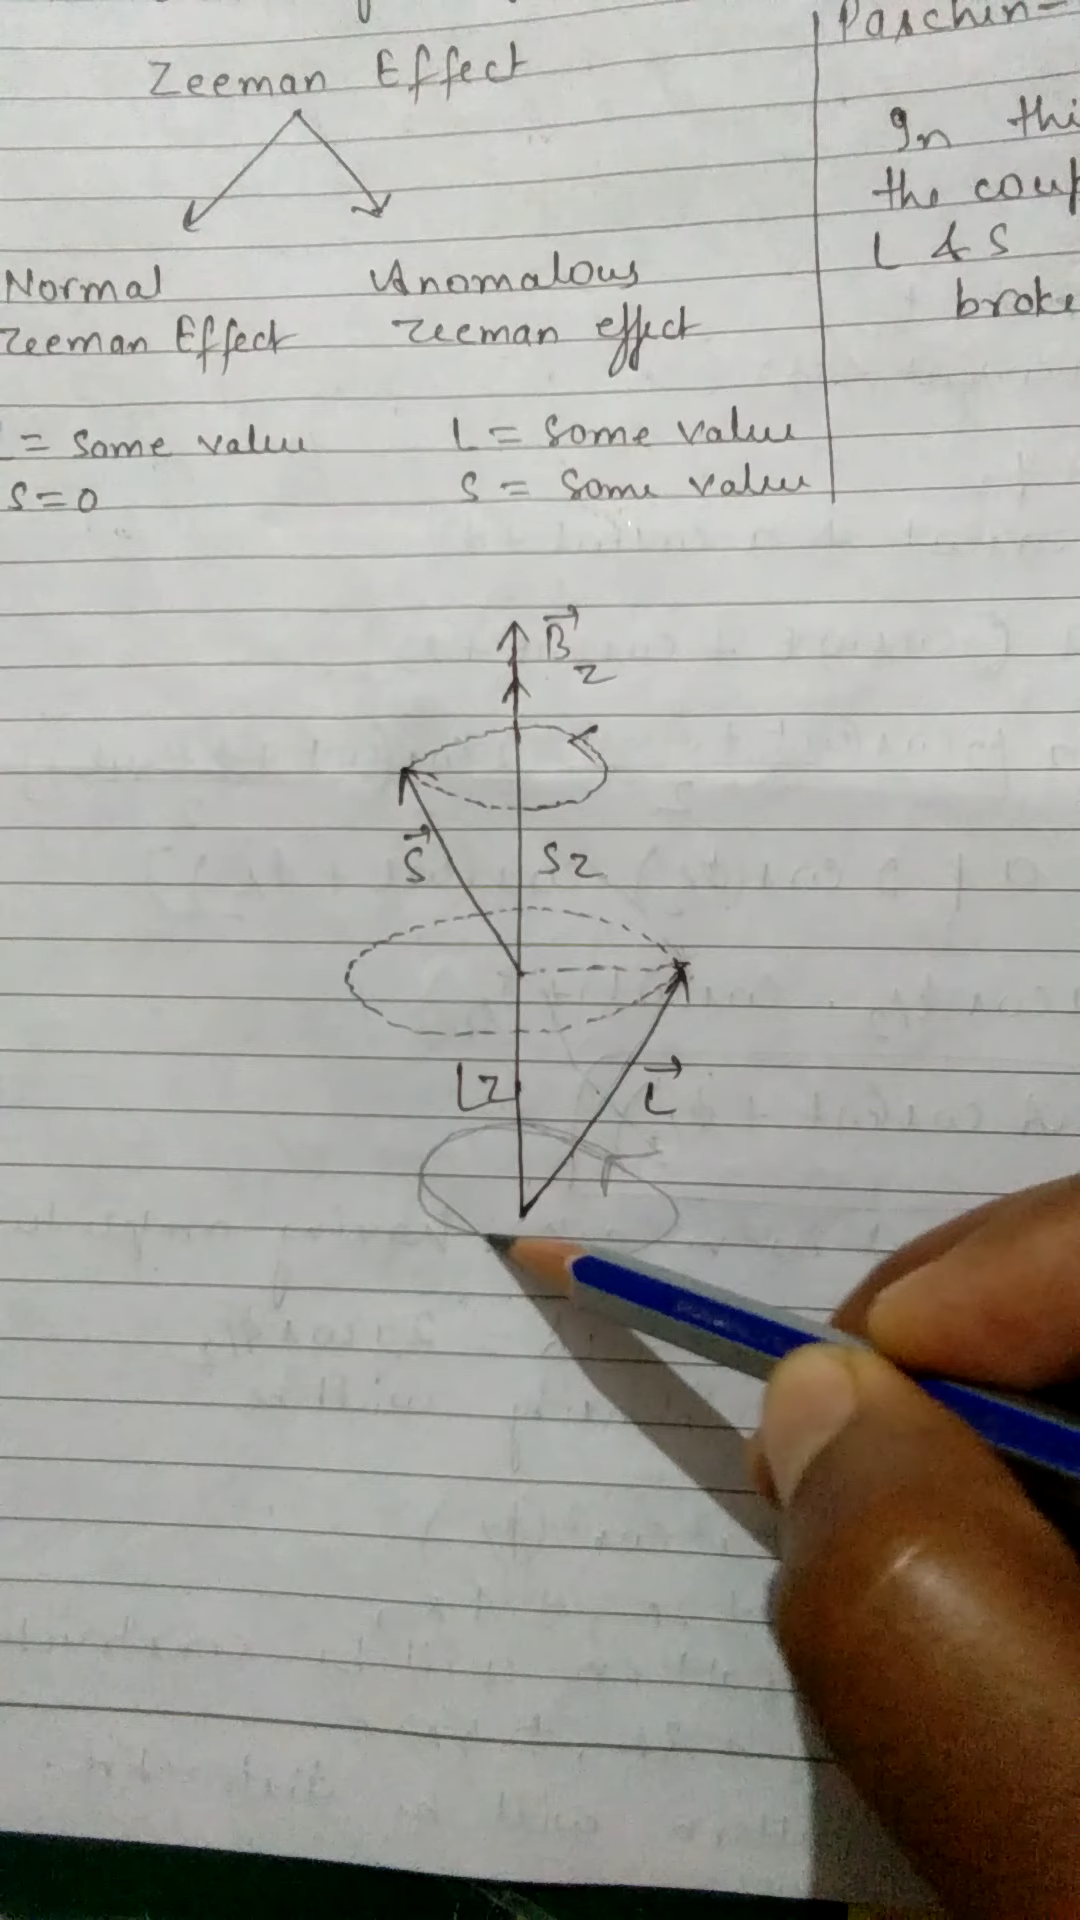 Zeeman Effect
Normal
Zeeman Effect
= some value
S=0
Anomalous
zeeman effect
L = some value
S = some value
Paschen-
In thi
the coup
L & S
broke
B⃗z
S⃗
Sz
Lz
L⃗